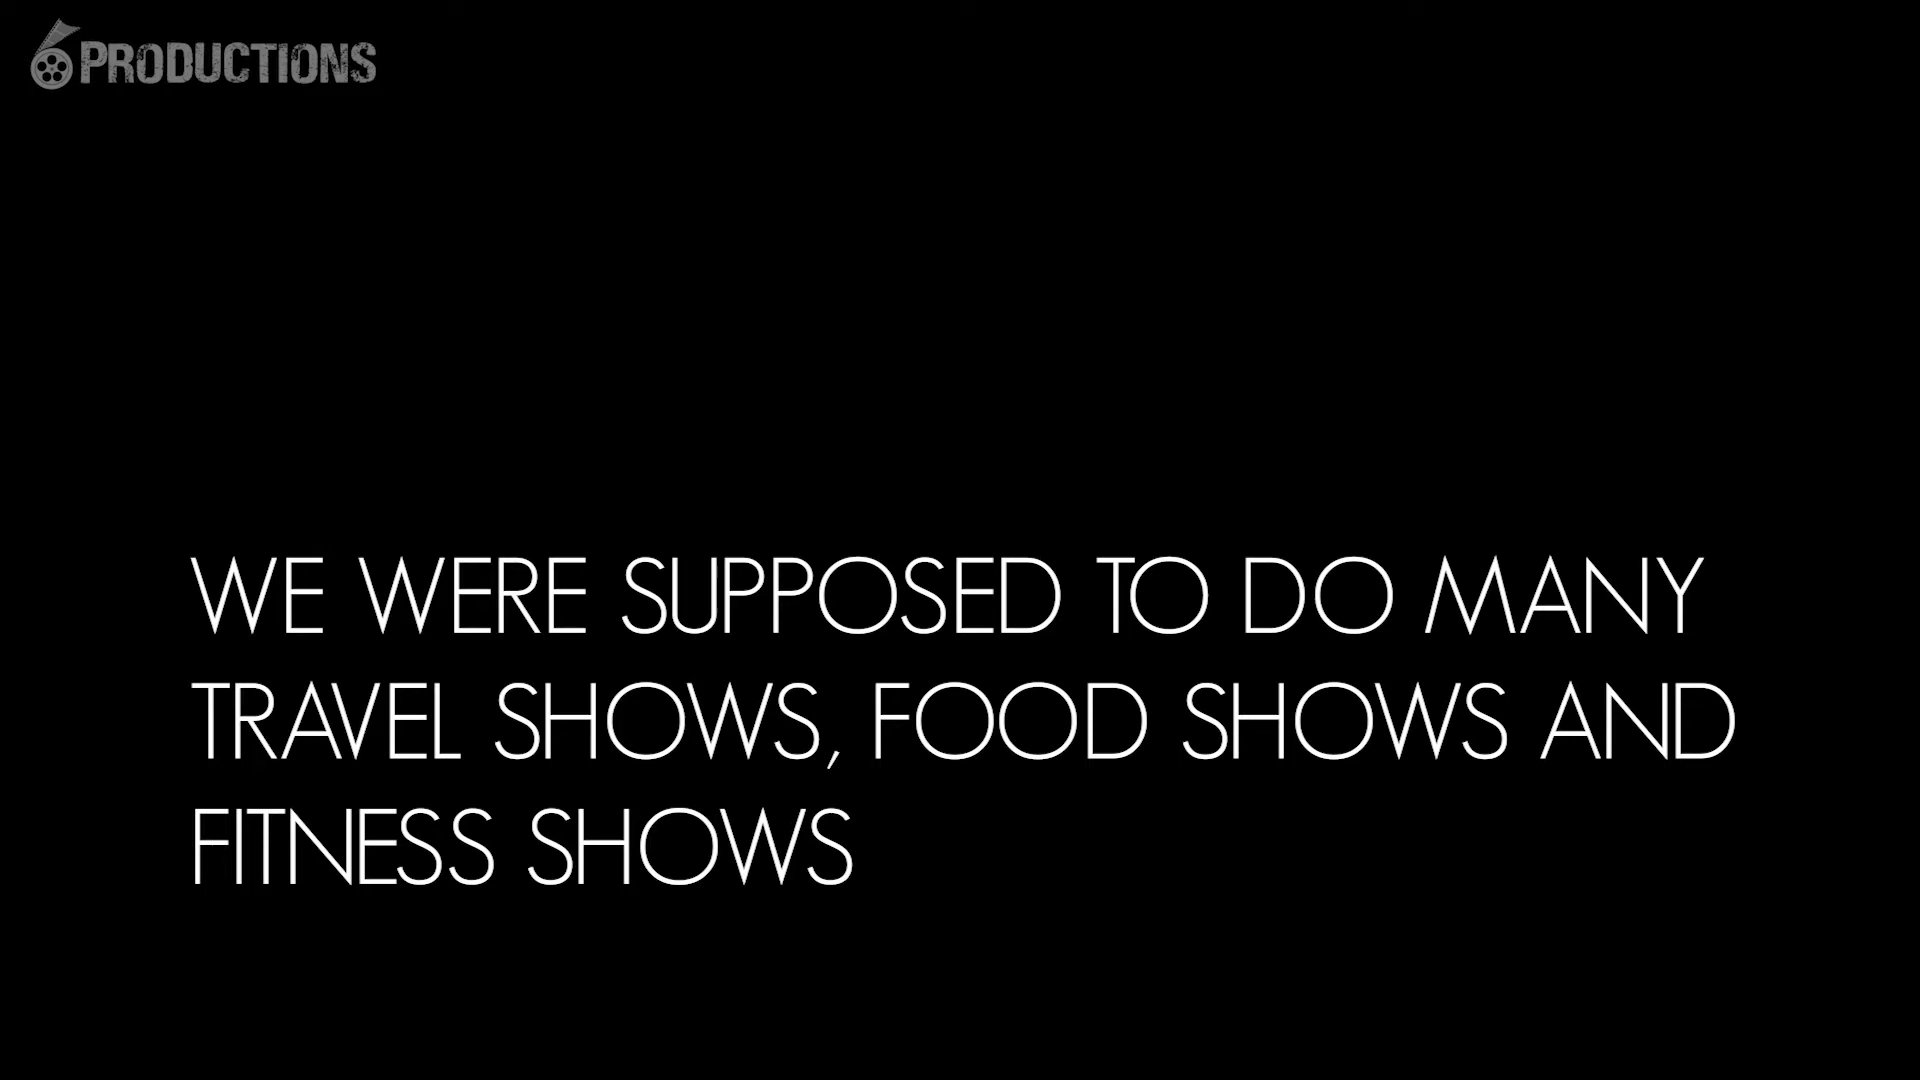 6PRODUCTIONS
WE WERE SUPPOSED TO DO MANY
TRAVEL SHOWS, FOOD SHOWS AND
FITNESS SHOWS